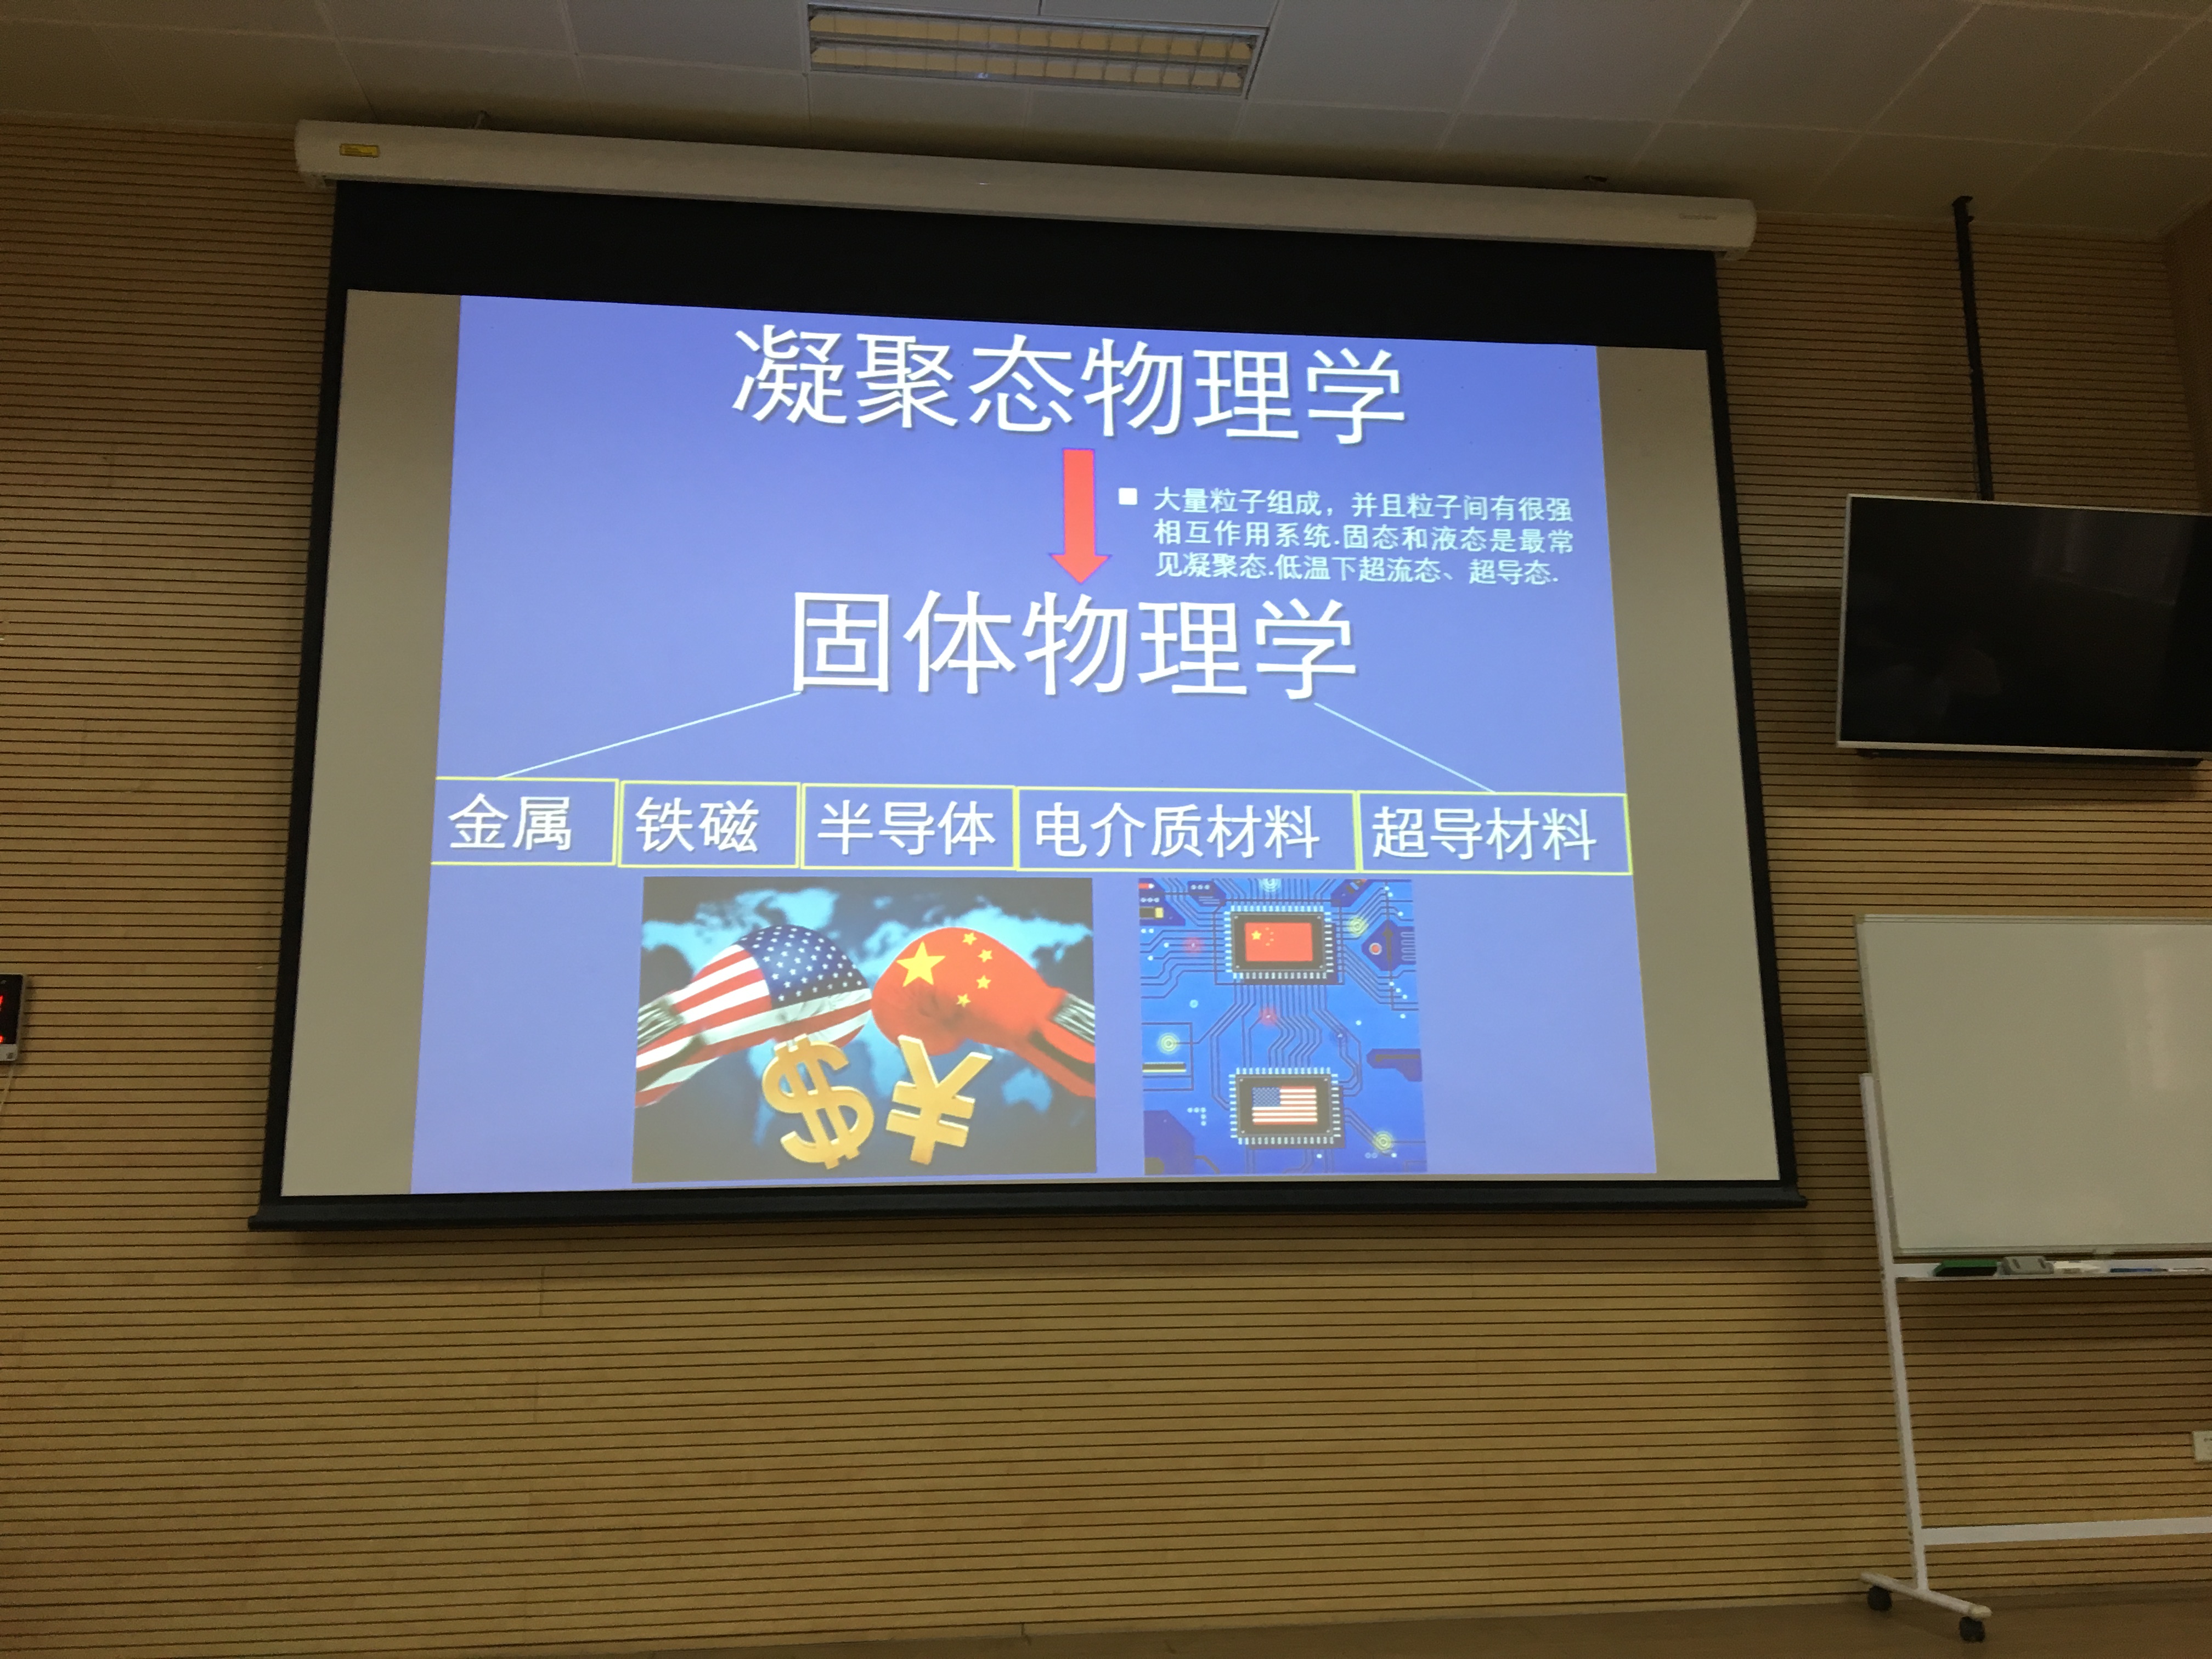 凝聚态物理学
■ 大量粒子组成，并且粒子间有很强
相互作用系统.固态和液态是最常
见凝聚态.低温下超流态、超导态.
固体物理学
金属 铁磁 半导体 电介质材料 超导材料
$ ¥